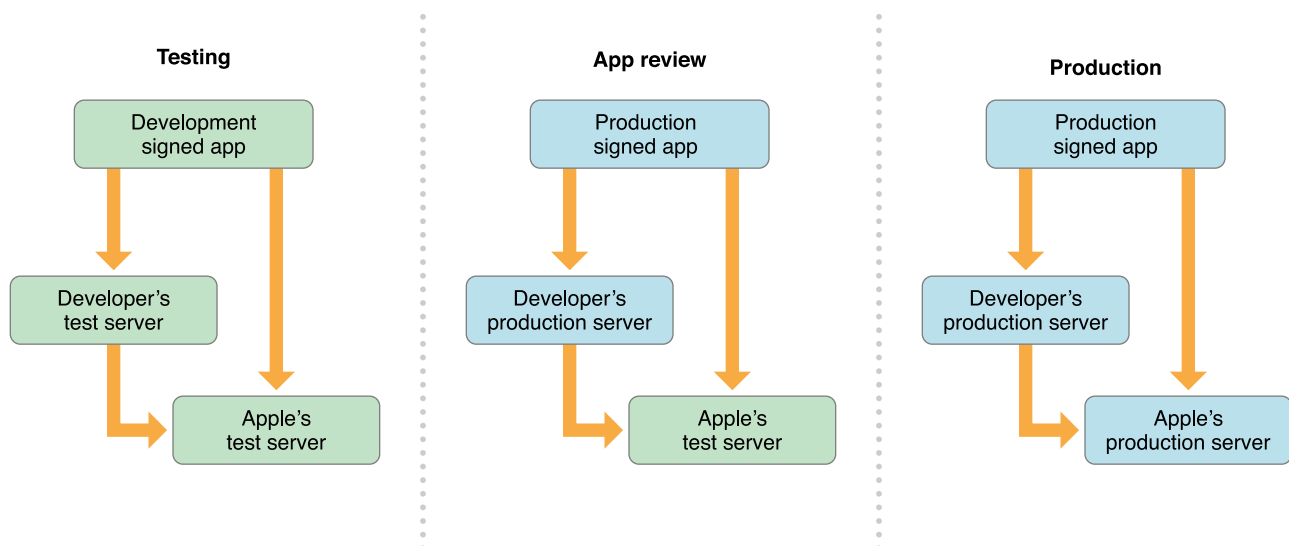 Testing
Development
signed app
Developer’s
test server
Apple’s
test server
App review
Production
signed app
Developer’s
production server
Apple’s
test server
Production
Production
signed app
Developer’s
production server
Apple’s
production server